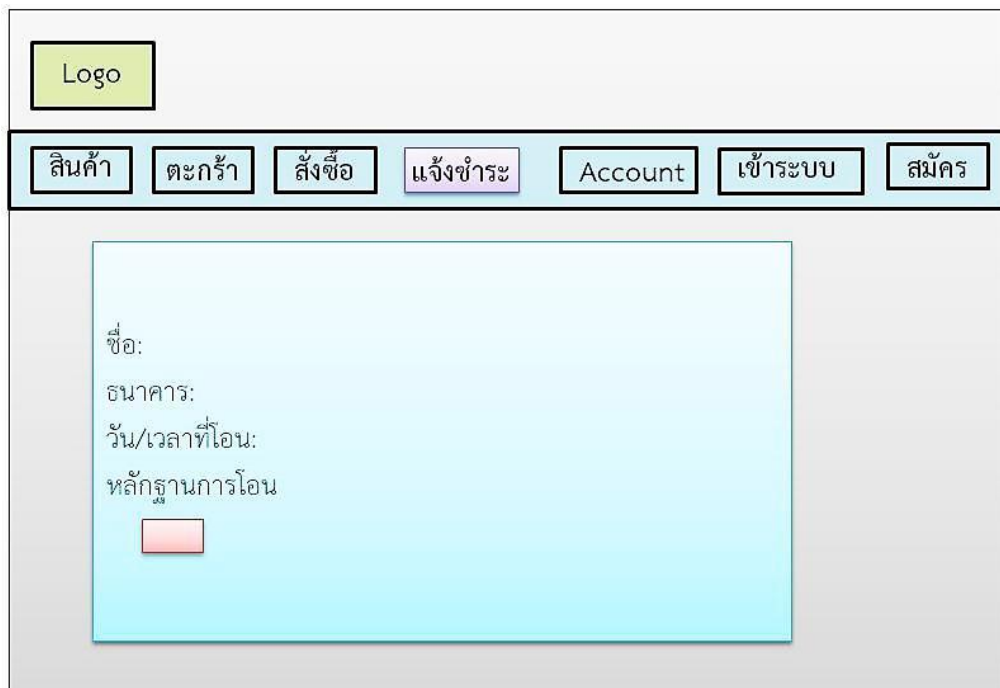 Logo
สินค้า ตะกร้า สั่งซื้อ แจ้งชำระ Account เข้าระบบ สมัคร
ชื่อ:
ธนาคาร:
วัน/เวลาที่โอน:
หลักฐานการโอน